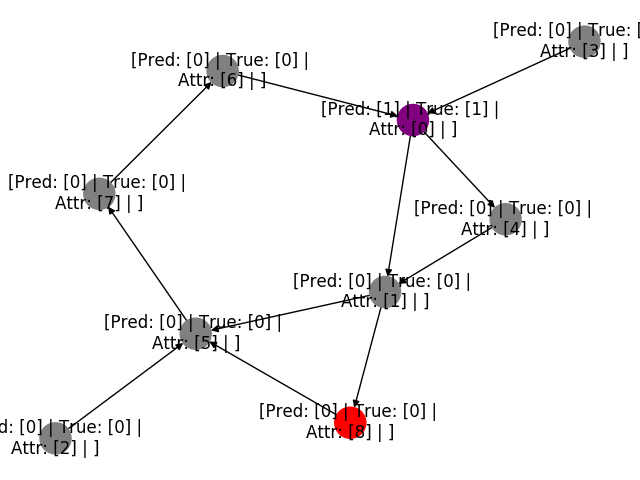 [Pred: [0] | True: [
Attr: [3] | ]
[Pred: [0] | True: [0] |
Attr: [6] | ]
[Pred: [1] | True: [1] |
Attr: [0] | ]
[Pred: [0] | True: [0] |
Attr: [7] | ]
[Pred: [0] | True: [0] |
Attr: [4] | ]
[Pred: [0] | True: [0] |
Attr: [1] | ]
[Pred: [0] | True: [0] |
Attr: [5] | ]
[Pred: [0] | True: [0] |
Attr: [8] | ]
d: [0] | True: [0] |
Attr: [2] | ]